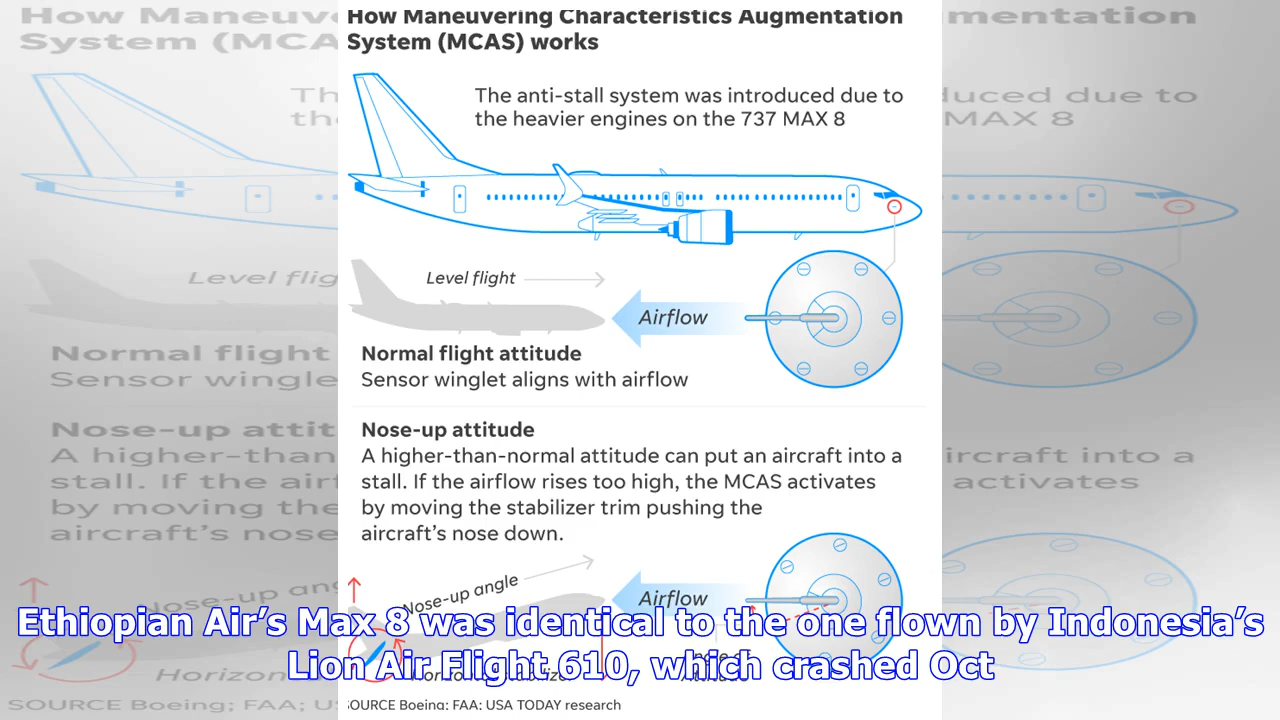 How Maneuvering Characteristics Augmentation
System (MCAS) works
The anti-stall system was introduced due to
the heavier engines on the 737 MAX 8
Level flight
Airflow
Normal flight attitude
Sensor winglet aligns with airflow
Nose-up attitude
A higher-than-normal attitude can put an aircraft into a
stall. If the airflow rises too high, the MCAS activates
by moving the stabilizer trim pushing the
aircraft's nose down.
Nose-up angle
Airflow
Ethiopian Air's Max 8 was identical to the one flown by Indonesia's
Lion Air Flight 610, which crashed Oct
SOURCE Boeing; FAA; USA TODAY research